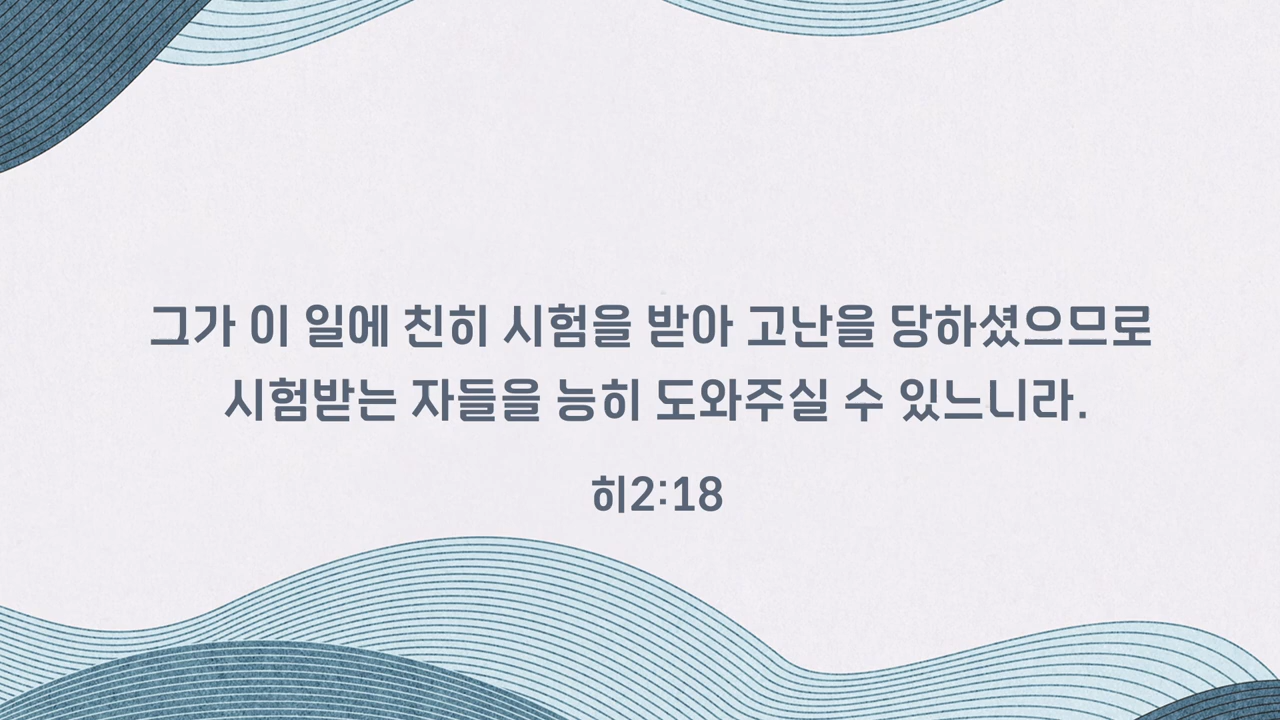 그가 이 일에 친히 시험을 받아 고난을 당하셨으므로
시험받는 자들을 능히 도와주실 수 있느니라.
히2:18